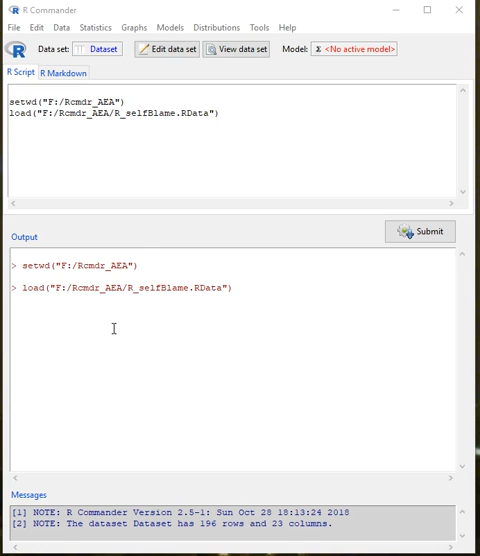 R Commander
File Edit Data Statistics Graphs Models Distributions Tools Help
R Data set: Dataset Edit data set View data set Model: Σ <No active model>
R Script R Markdown
setwd("F:/Rcmdr_AEA")
load("F:/Rcmdr_AEA/R_selfBlame.RData")
Submit
Output
> setwd("F:/Rcmdr_AEA")
> load("F:/Rcmdr_AEA/R_selfBlame.RData")
Messages
[1] NOTE: R Commander Version 2.5-1: Sun Oct 28 18:13:24 2018
[2] NOTE: The dataset Dataset has 196 rows and 23 columns.